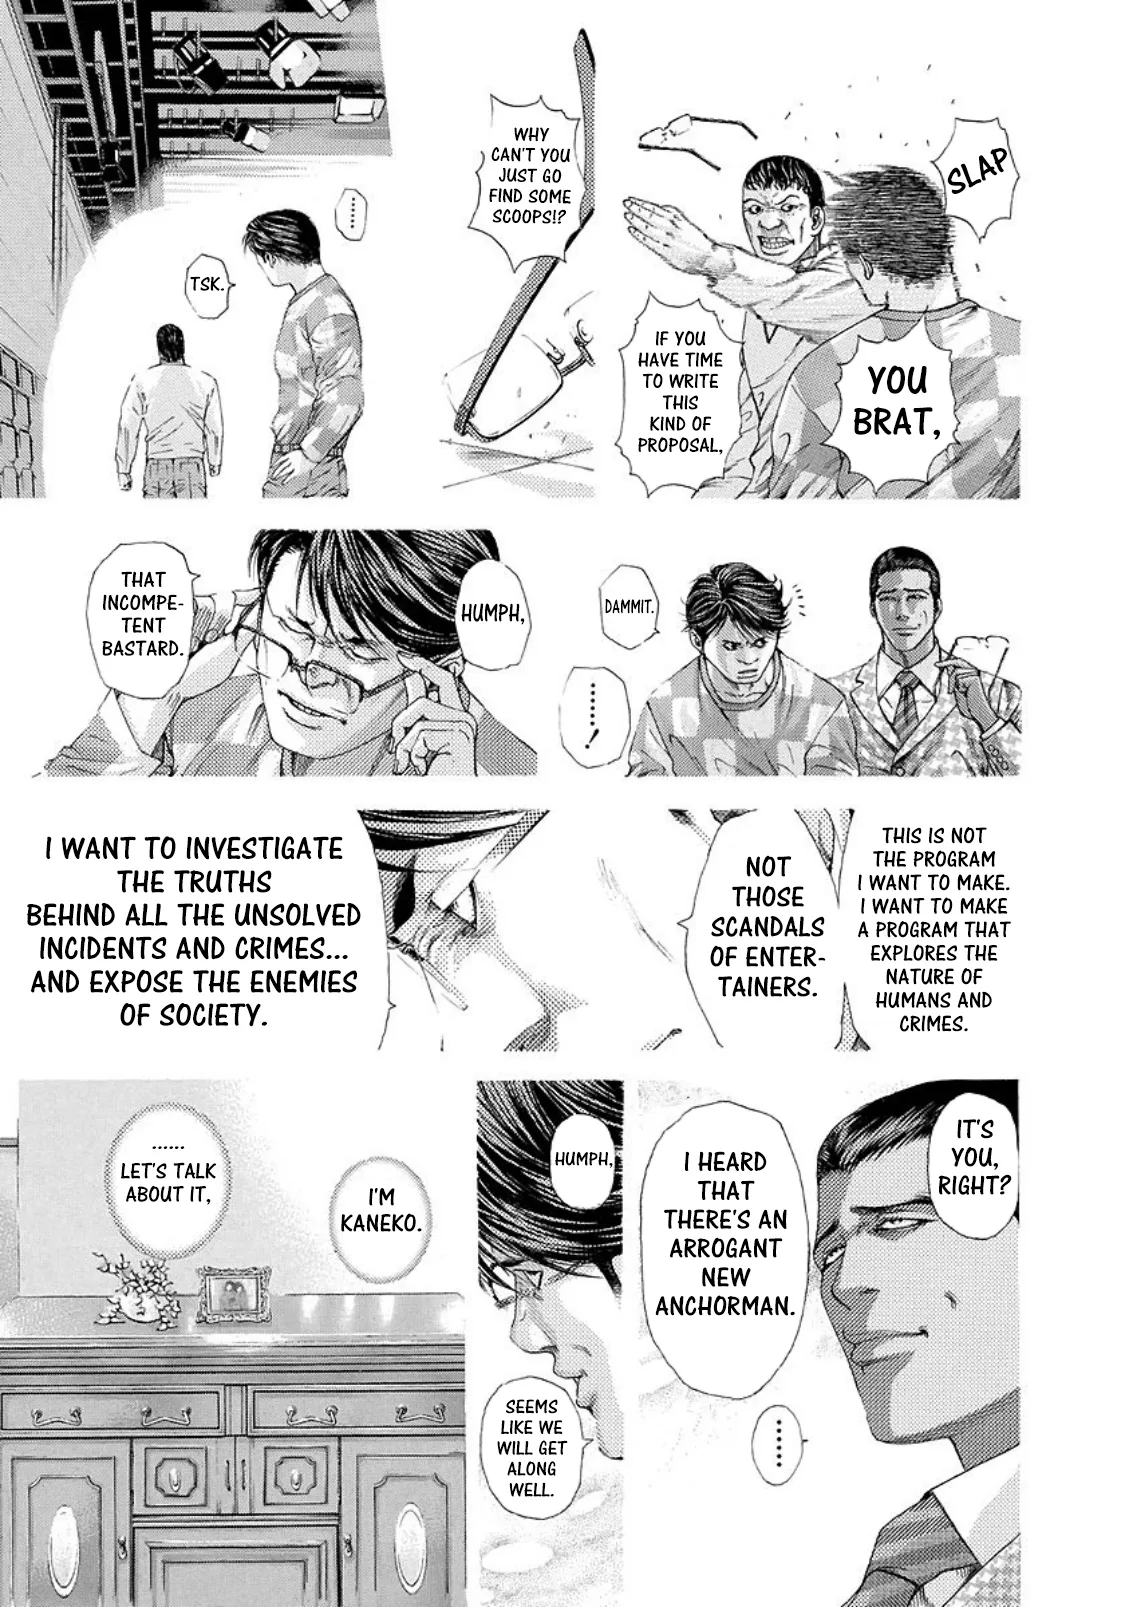 SLAP
YOU
BRAT,
IF YOU
HAVE TIME
TO WRITE
THIS
KIND OF
PROPOSAL,
WHY
CAN'T YOU
JUST GO
FIND SOME
SCOOPS!?
......
TSK.
DAMMIT.
......!
HUMPH,
THAT
INCOMPE-
TENT
BASTARD.
THIS IS NOT
THE PROGRAM
I WANT TO MAKE.
I WANT TO MAKE
A PROGRAM THAT
EXPLORES THE
NATURE OF
HUMANS AND
CRIMES.
NOT
THOSE
SCANDALS
OF ENTER-
TAINERS.
I WANT TO INVESTIGATE
THE TRUTHS
BEHIND ALL THE UNSOLVED
INCIDENTS AND CRIMES...
AND EXPOSE THE ENEMIES
OF SOCIETY.
IT'S
YOU,
RIGHT?
I HEARD
THAT
THERE'S AN
ARROGANT
NEW
ANCHORMAN.
......
HUMPH,
SEEMS
LIKE WE
WILL GET
ALONG
WELL.
I'M
KANEKO.
......
LET'S TALK
ABOUT IT,